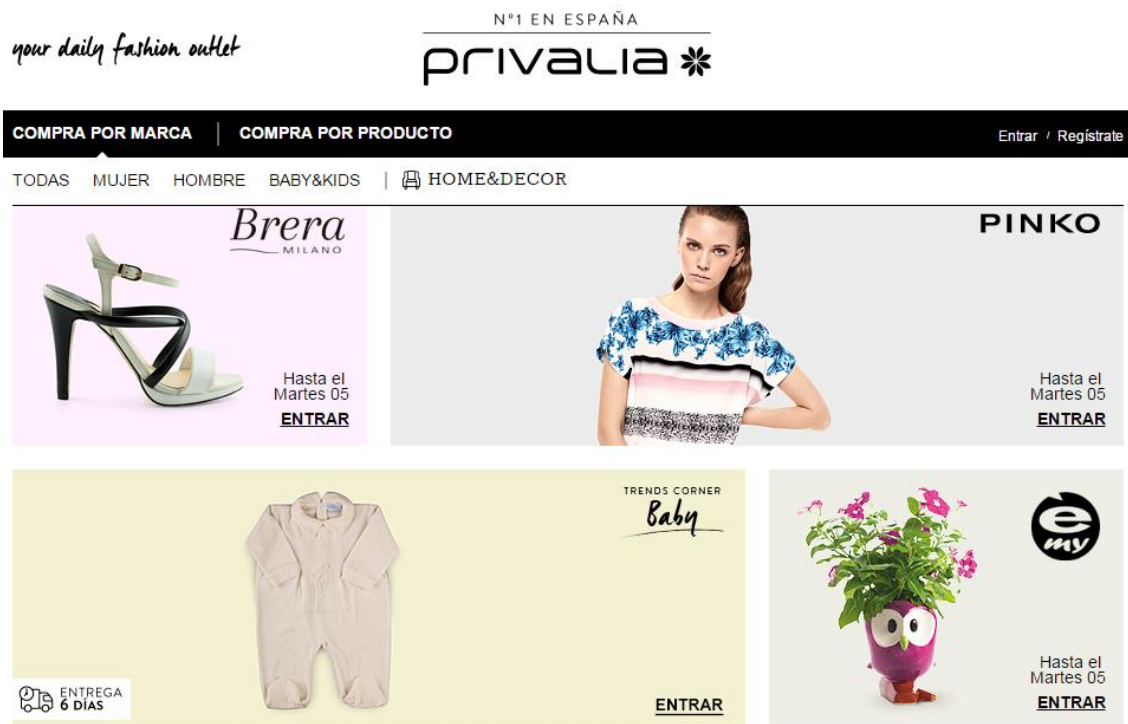 Nº1 EN ESPAÑA
your daily fashion outlet
privalia
COMPRA POR MARCA | COMPRA POR PRODUCTO
Entrar / Regístrate
TODAS MUJER HOMBRE BABY&KIDS | HOME&DECOR
Brera
MILANO
Hasta el
Martes 05
ENTRAR
PINKO
Hasta el
Martes 05
ENTRAR
TRENDS CORNER
Baby
ENTREGA
6 DÍAS
ENTRAR
e
my
Hasta el
Martes 05
ENTRAR